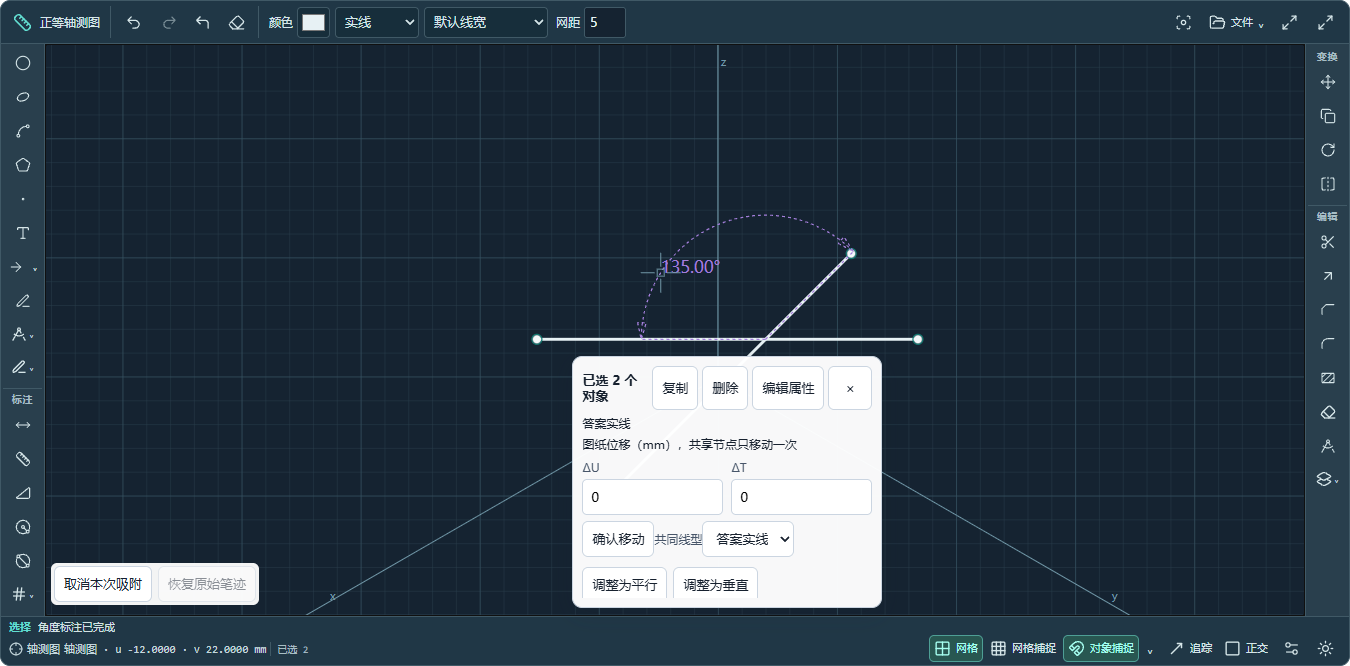 正等轴测图 颜色 实线 默认线宽 网距 5 文件
变换
z
编辑
135.00°
已选 2 个对象 复制 删除 编辑属性 ×
答案实线
图纸位移（mm），共享节点只移动一次
ΔU ΔT
0 0
确认移动 共同线型 答案实线
调整为平行 调整为垂直
标注
取消本次吸附 恢复原始笔迹
x
y
选择 角度标注已完成
轴测图 轴测图 · u -12.0000 · v 22.0000 mm 已选 2 网格 网格捕捉 对象捕捉 追踪 正交